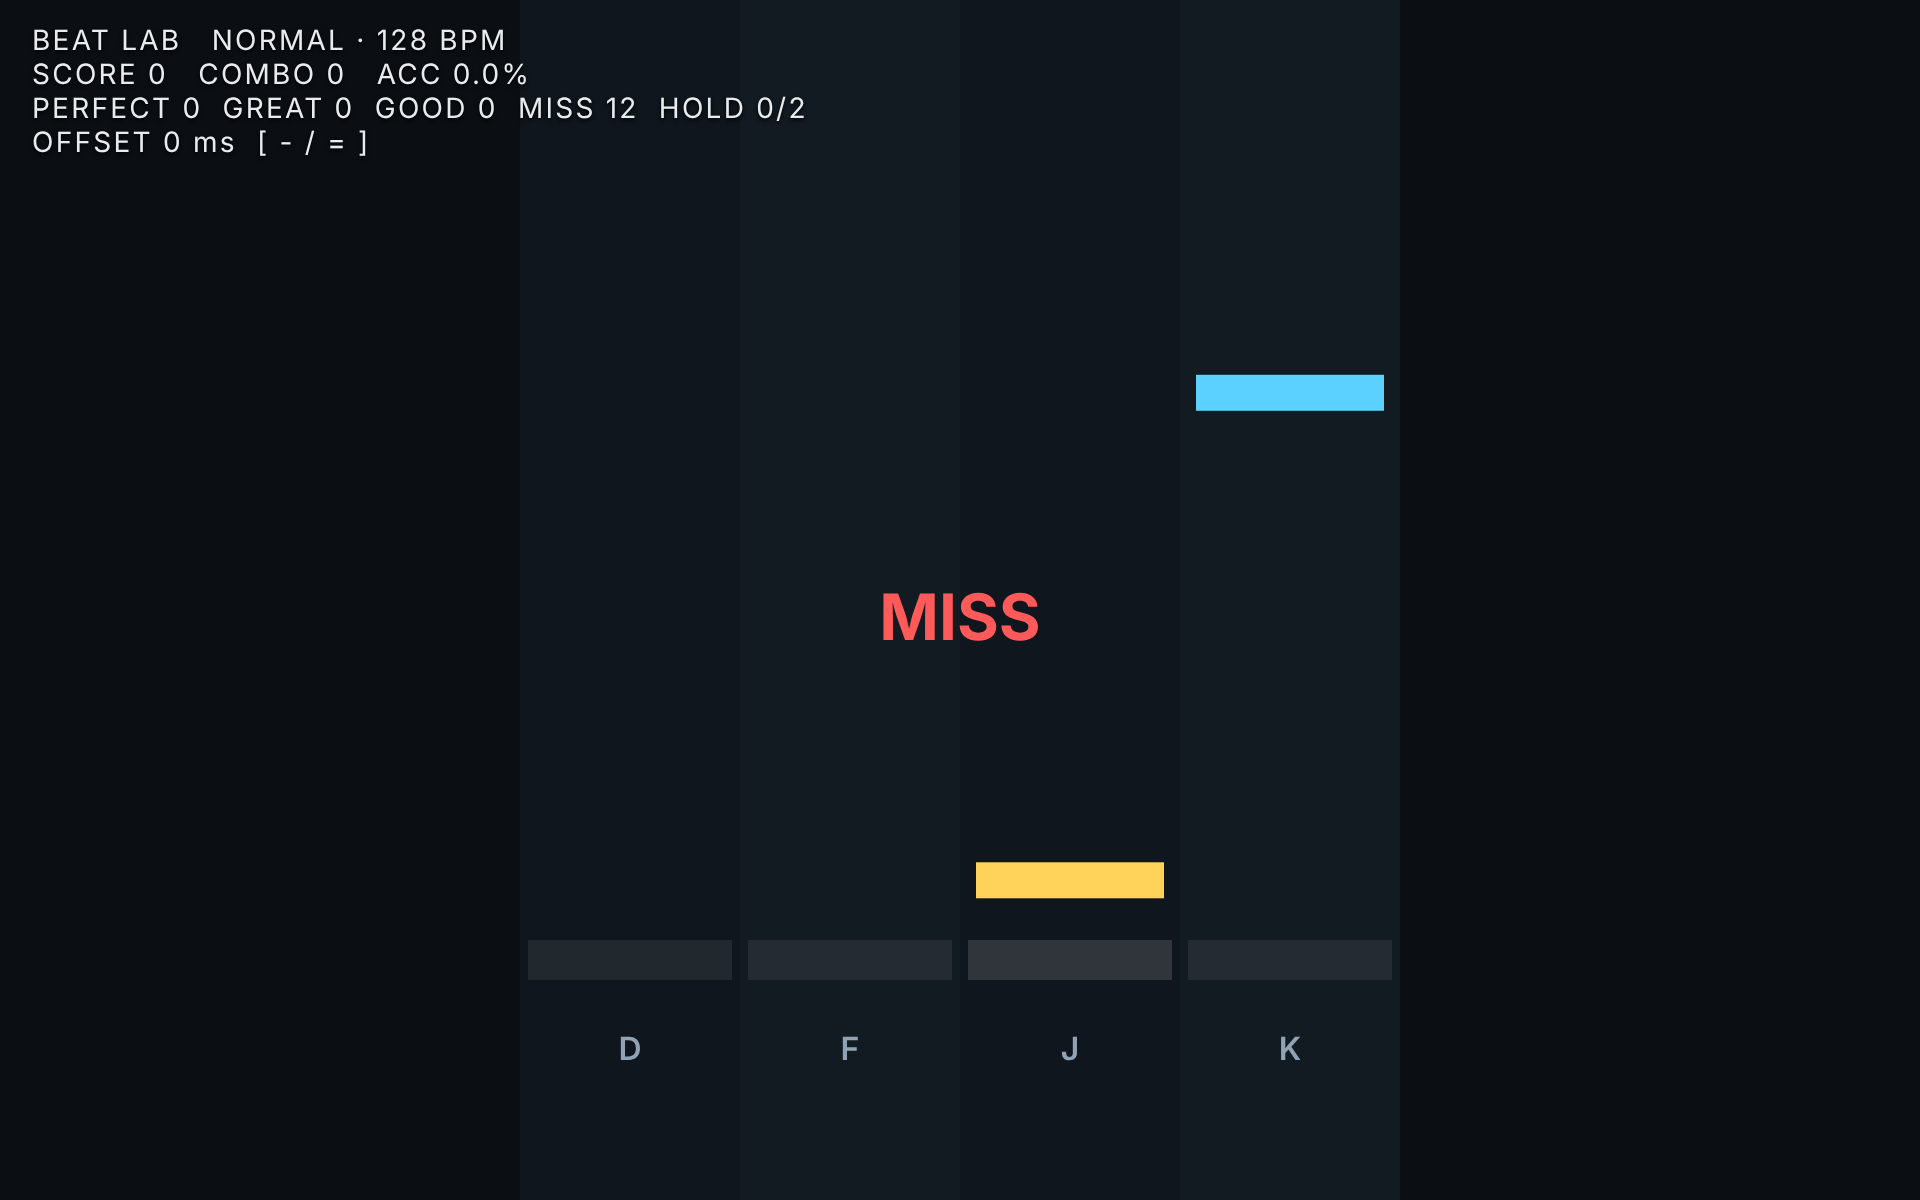 BEAT LAB NORMAL · 128 BPM
SCORE 0 COMBO 0 ACC 0.0%
PERFECT 0 GREAT 0 GOOD 0 MISS 12 HOLD 0/2
OFFSET 0 ms [ - / = ]
MISS
D F J K